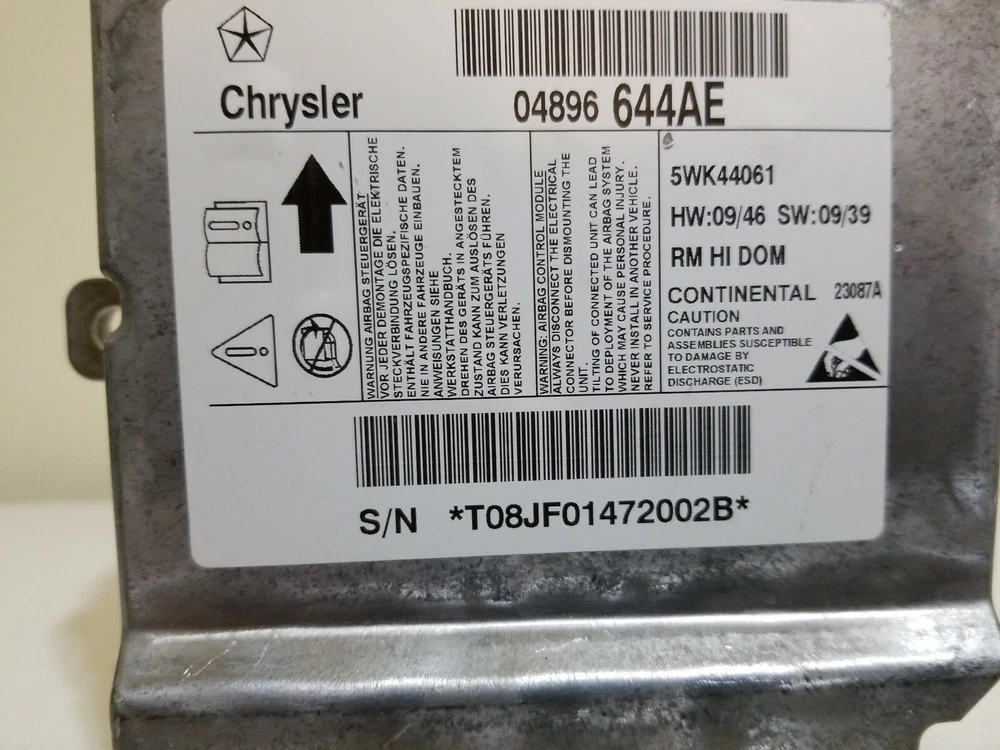 Chrysler
04896 644AE
WARNUNG AIRBAG STEUERGERÄT
VOR JEDER DEMONTAGE DIE ELEKTRISCHE
STECKVERBINDUNG LÖSEN.
ENTHÄLT FAHRZEUGSPEZIFISCHE DATEN.
NIE IN ANDERE FAHRZEUGE EINBAUEN.
ANWEISUNGEN SIEHE
WERKSTATTHANDBUCH.
DREHEN DES GERÄTS IN ANGESTECKTEM
ZUSTAND KANN ZUM AUSLÖSEN DES
AIRBAG STEUERGERÄTS FÜHREN.
DIES KANN VERLETZUNGEN
VERURSACHEN.
WARNING: AIRBAG CONTROL MODULE
ALWAYS DISCONNECT THE ELECTRICAL
CONNECTOR BEFORE DISMOUNTING THE
UNIT.
TILTING OF CONNECTED UNIT CAN LEAD
TO DEPLOYMENT OF THE AIRBAG SYSTEM
WHICH MAY CAUSE PERSONAL INJURY.
NEVER INSTALL IN ANOTHER VEHICLE.
REFER TO SERVICE PROCEDURE.
5WK44061
HW:09/46 SW:09/39
RM HI DOM
CONTINENTAL 23087A
CAUTION
CONTAINS PARTS AND
ASSEMBLIES SUSCEPTIBLE
TO DAMAGE BY
ELECTROSTATIC
DISCHARGE (ESD)
S/N *T08JF01472002B*